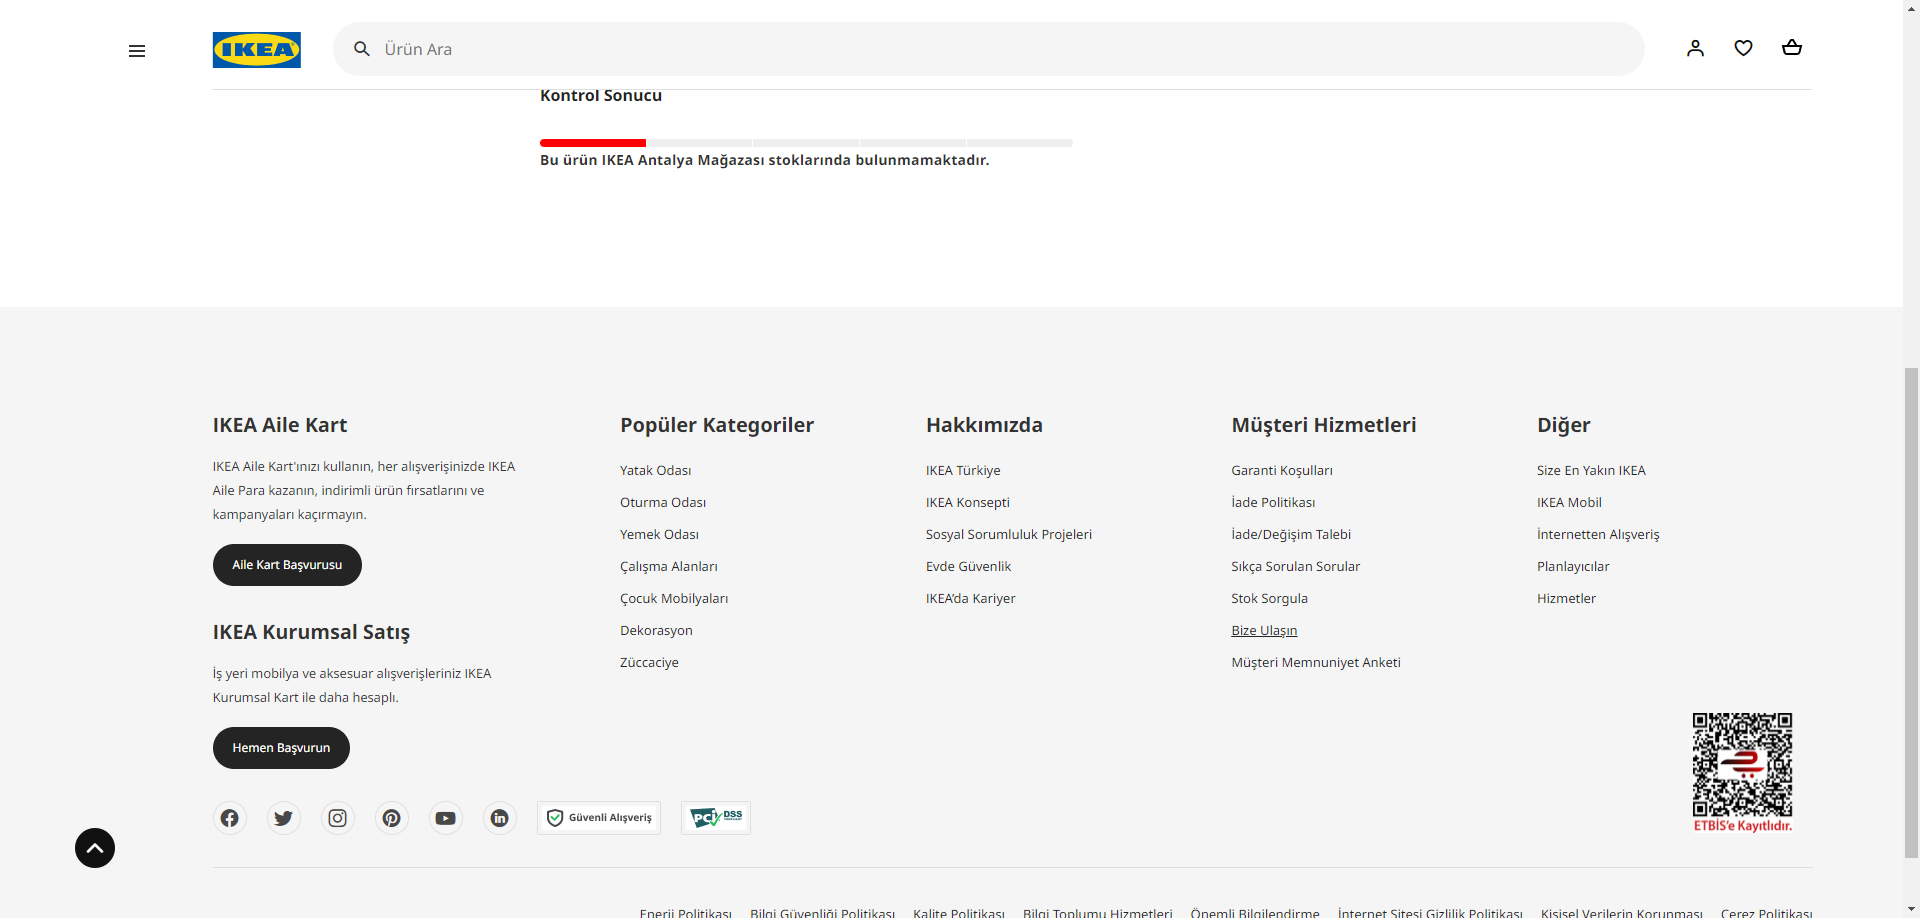 IKEA
Ürün Ara
Kontrol Sonucu
Bu ürün IKEA Antalya Mağazası stoklarında bulunmamaktadır.
IKEA Aile Kart
IKEA Aile Kart'ınızı kullanın, her alışverişinizde IKEA
Aile Para kazanın, indirimli ürün fırsatlarını ve
kampanyaları kaçırmayın.
Aile Kart Başvurusu
IKEA Kurumsal Satış
İş yeri mobilya ve aksesuar alışverişleriniz IKEA
Kurumsal Kart ile daha hesaplı.
Hemen Başvurun
Popüler Kategoriler
Yatak Odası
Oturma Odası
Yemek Odası
Çalışma Alanları
Çocuk Mobilyaları
Dekorasyon
Züccaciye
Hakkımızda
IKEA Türkiye
IKEA Konsepti
Sosyal Sorumluluk Projeleri
Evde Güvenlik
IKEA'da Kariyer
Müşteri Hizmetleri
Garanti Koşulları
İade Politikası
İade/Değişim Talebi
Sıkça Sorulan Sorular
Stok Sorgula
Bize Ulaşın
Müşteri Memnuniyet Anketi
Diğer
Size En Yakın IKEA
IKEA Mobil
İnternetten Alışveriş
Planlayıcılar
Hizmetler
ETBİS'e Kayıtlıdır.
Güvenli Alışveriş
PCI DSS
Enerji Politikası Bilgi Güvenliği Politikası Kalite Politikası Bilgi Toplumu Hizmetleri Önemli Bilgilendirme İnternet Sitesi Gizlilik Politikası Kişisel Verilerin Korunması Çerez Politikası